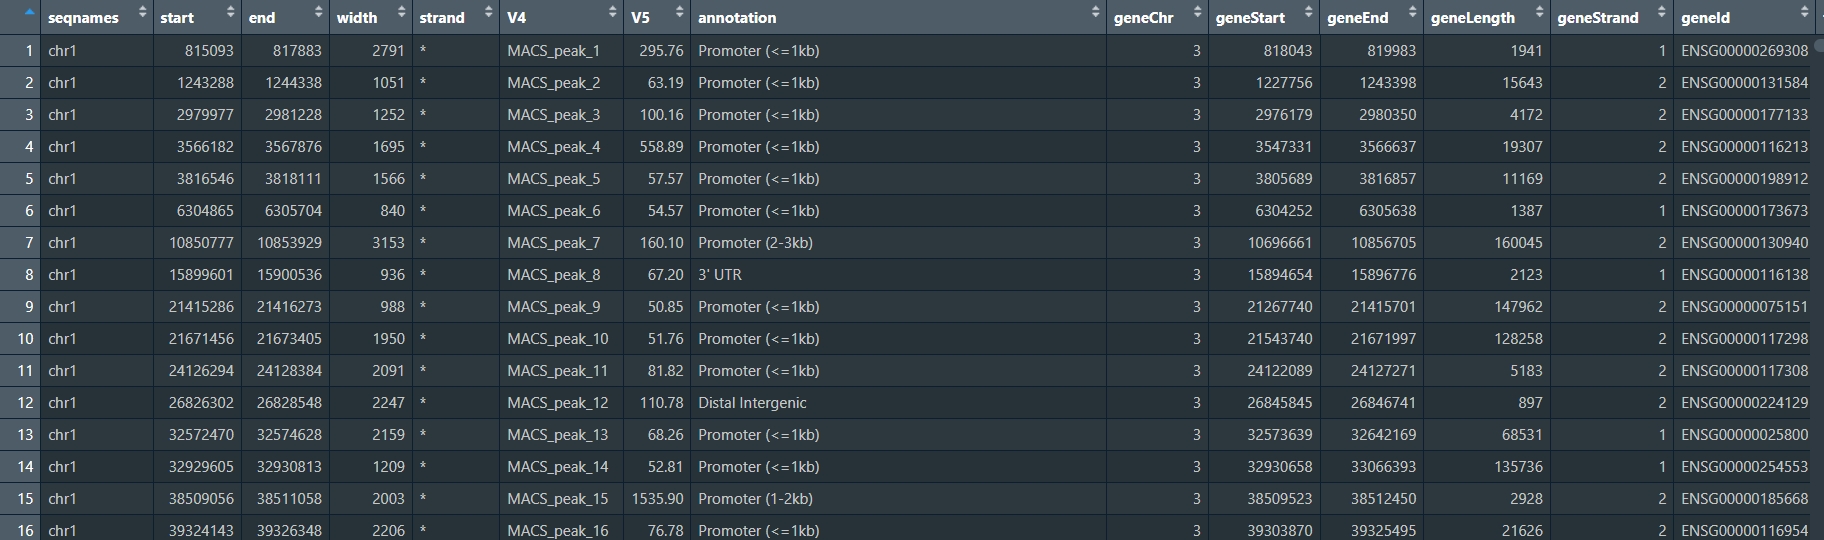 seqnames start end width strand V4 V5 annotation geneChr geneStart geneEnd geneLength geneStrand geneId
1 chr1 815093 817883 2791 * MACS_peak_1 295.76 Promoter (<=1kb) 3 818043 819983 1941 1 ENSG00000269308
2 chr1 1243288 1244338 1051 * MACS_peak_2 63.19 Promoter (<=1kb) 3 1227756 1243398 15643 2 ENSG00000131584
3 chr1 2979977 2981228 1252 * MACS_peak_3 100.16 Promoter (<=1kb) 3 2976179 2980350 4172 2 ENSG00000177133
4 chr1 3566182 3567876 1695 * MACS_peak_4 558.89 Promoter (<=1kb) 3 3547331 3566637 19307 2 ENSG00000116213
5 chr1 3816546 3818111 1566 * MACS_peak_5 57.57 Promoter (<=1kb) 3 3805689 3816857 11169 2 ENSG00000198912
6 chr1 6304865 6305704 840 * MACS_peak_6 54.57 Promoter (<=1kb) 3 6304252 6305638 1387 1 ENSG00000173673
7 chr1 10850777 10853929 3153 * MACS_peak_7 160.10 Promoter (2-3kb) 3 10696661 10856705 160045 2 ENSG00000130940
8 chr1 15899601 15900536 936 * MACS_peak_8 67.20 3' UTR 3 15894654 15896776 2123 1 ENSG00000116138
9 chr1 21415286 21416273 988 * MACS_peak_9 50.85 Promoter (<=1kb) 3 21267740 21415701 147962 2 ENSG00000075151
10 chr1 21671456 21673405 1950 * MACS_peak_10 51.76 Promoter (<=1kb) 3 21543740 21671997 128258 2 ENSG00000117298
11 chr1 24126294 24128384 2091 * MACS_peak_11 81.82 Promoter (<=1kb) 3 24122089 24127271 5183 2 ENSG00000117308
12 chr1 26826302 26828548 2247 * MACS_peak_12 110.78 Distal Intergenic 3 26845845 26846741 897 2 ENSG00000224129
13 chr1 32572470 32574628 2159 * MACS_peak_13 68.26 Promoter (<=1kb) 3 32573639 32642169 68531 1 ENSG00000025800
14 chr1 32929605 32930813 1209 * MACS_peak_14 52.81 Promoter (<=1kb) 3 32930658 33066393 135736 1 ENSG00000254553
15 chr1 38509056 38511058 2003 * MACS_peak_15 1535.90 Promoter (1-2kb) 3 38509523 38512450 2928 2 ENSG00000185668
16 chr1 39324143 39326348 2206 * MACS_peak_16 76.78 Promoter (<=1kb) 3 39303870 39325495 21626 2 ENSG00000116954